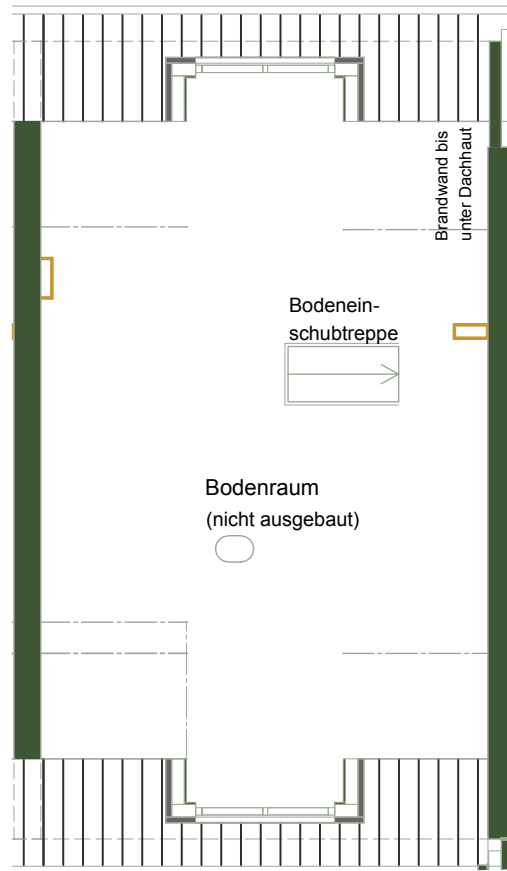 Brandwand bis
unter Dachhaut
Bodenein-
schubtreppe
Bodenraum
(nicht ausgebaut)